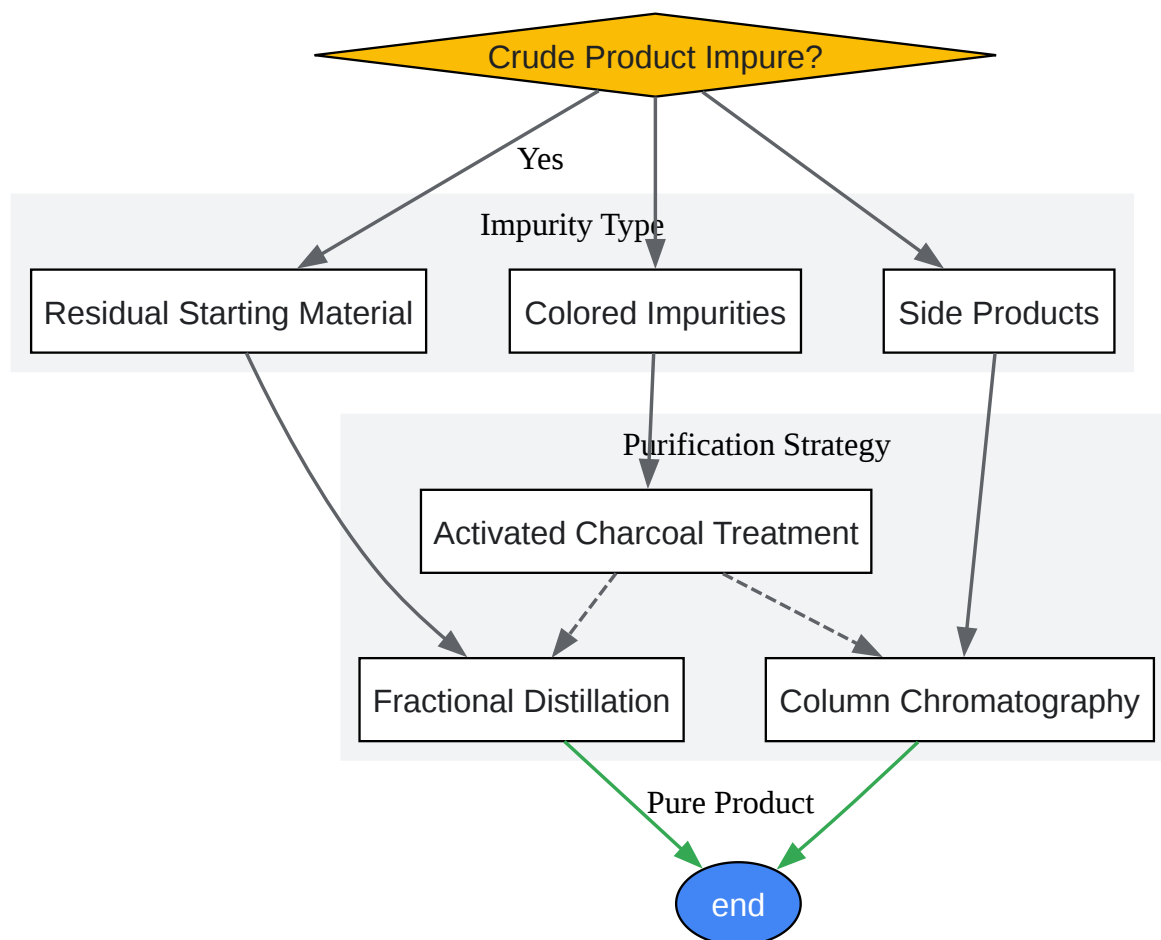 Crude Product Impure?
Yes
Impurity Type
Residual Starting Material
Colored Impurities
Side Products
Purification Strategy
Activated Charcoal Treatment
Fractional Distillation
Column Chromatography
Pure Product
end